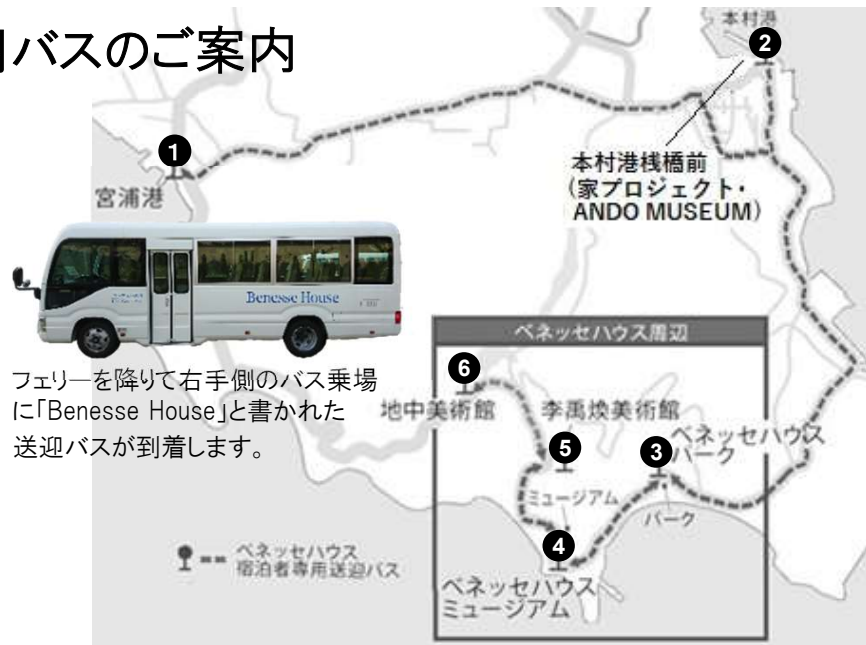 バスのご案内
本村港
2
1
宮浦港
本村港桟橋前
(家プロジェクト・
ANDO MUSEUM)
Benesse House
フェリーを降りて右手側のバス乗場
に「Benesse House」と書かれた
送迎バスが到着します。
ベネッセハウス周辺
6
地中美術館
李禹煥美術館
5
3
ベネッセハウス
パーク
ミュージアム
パーク
4
ベネッセハウス
ミュージアム
ベネッセハウス
宿泊者専用送迎バス